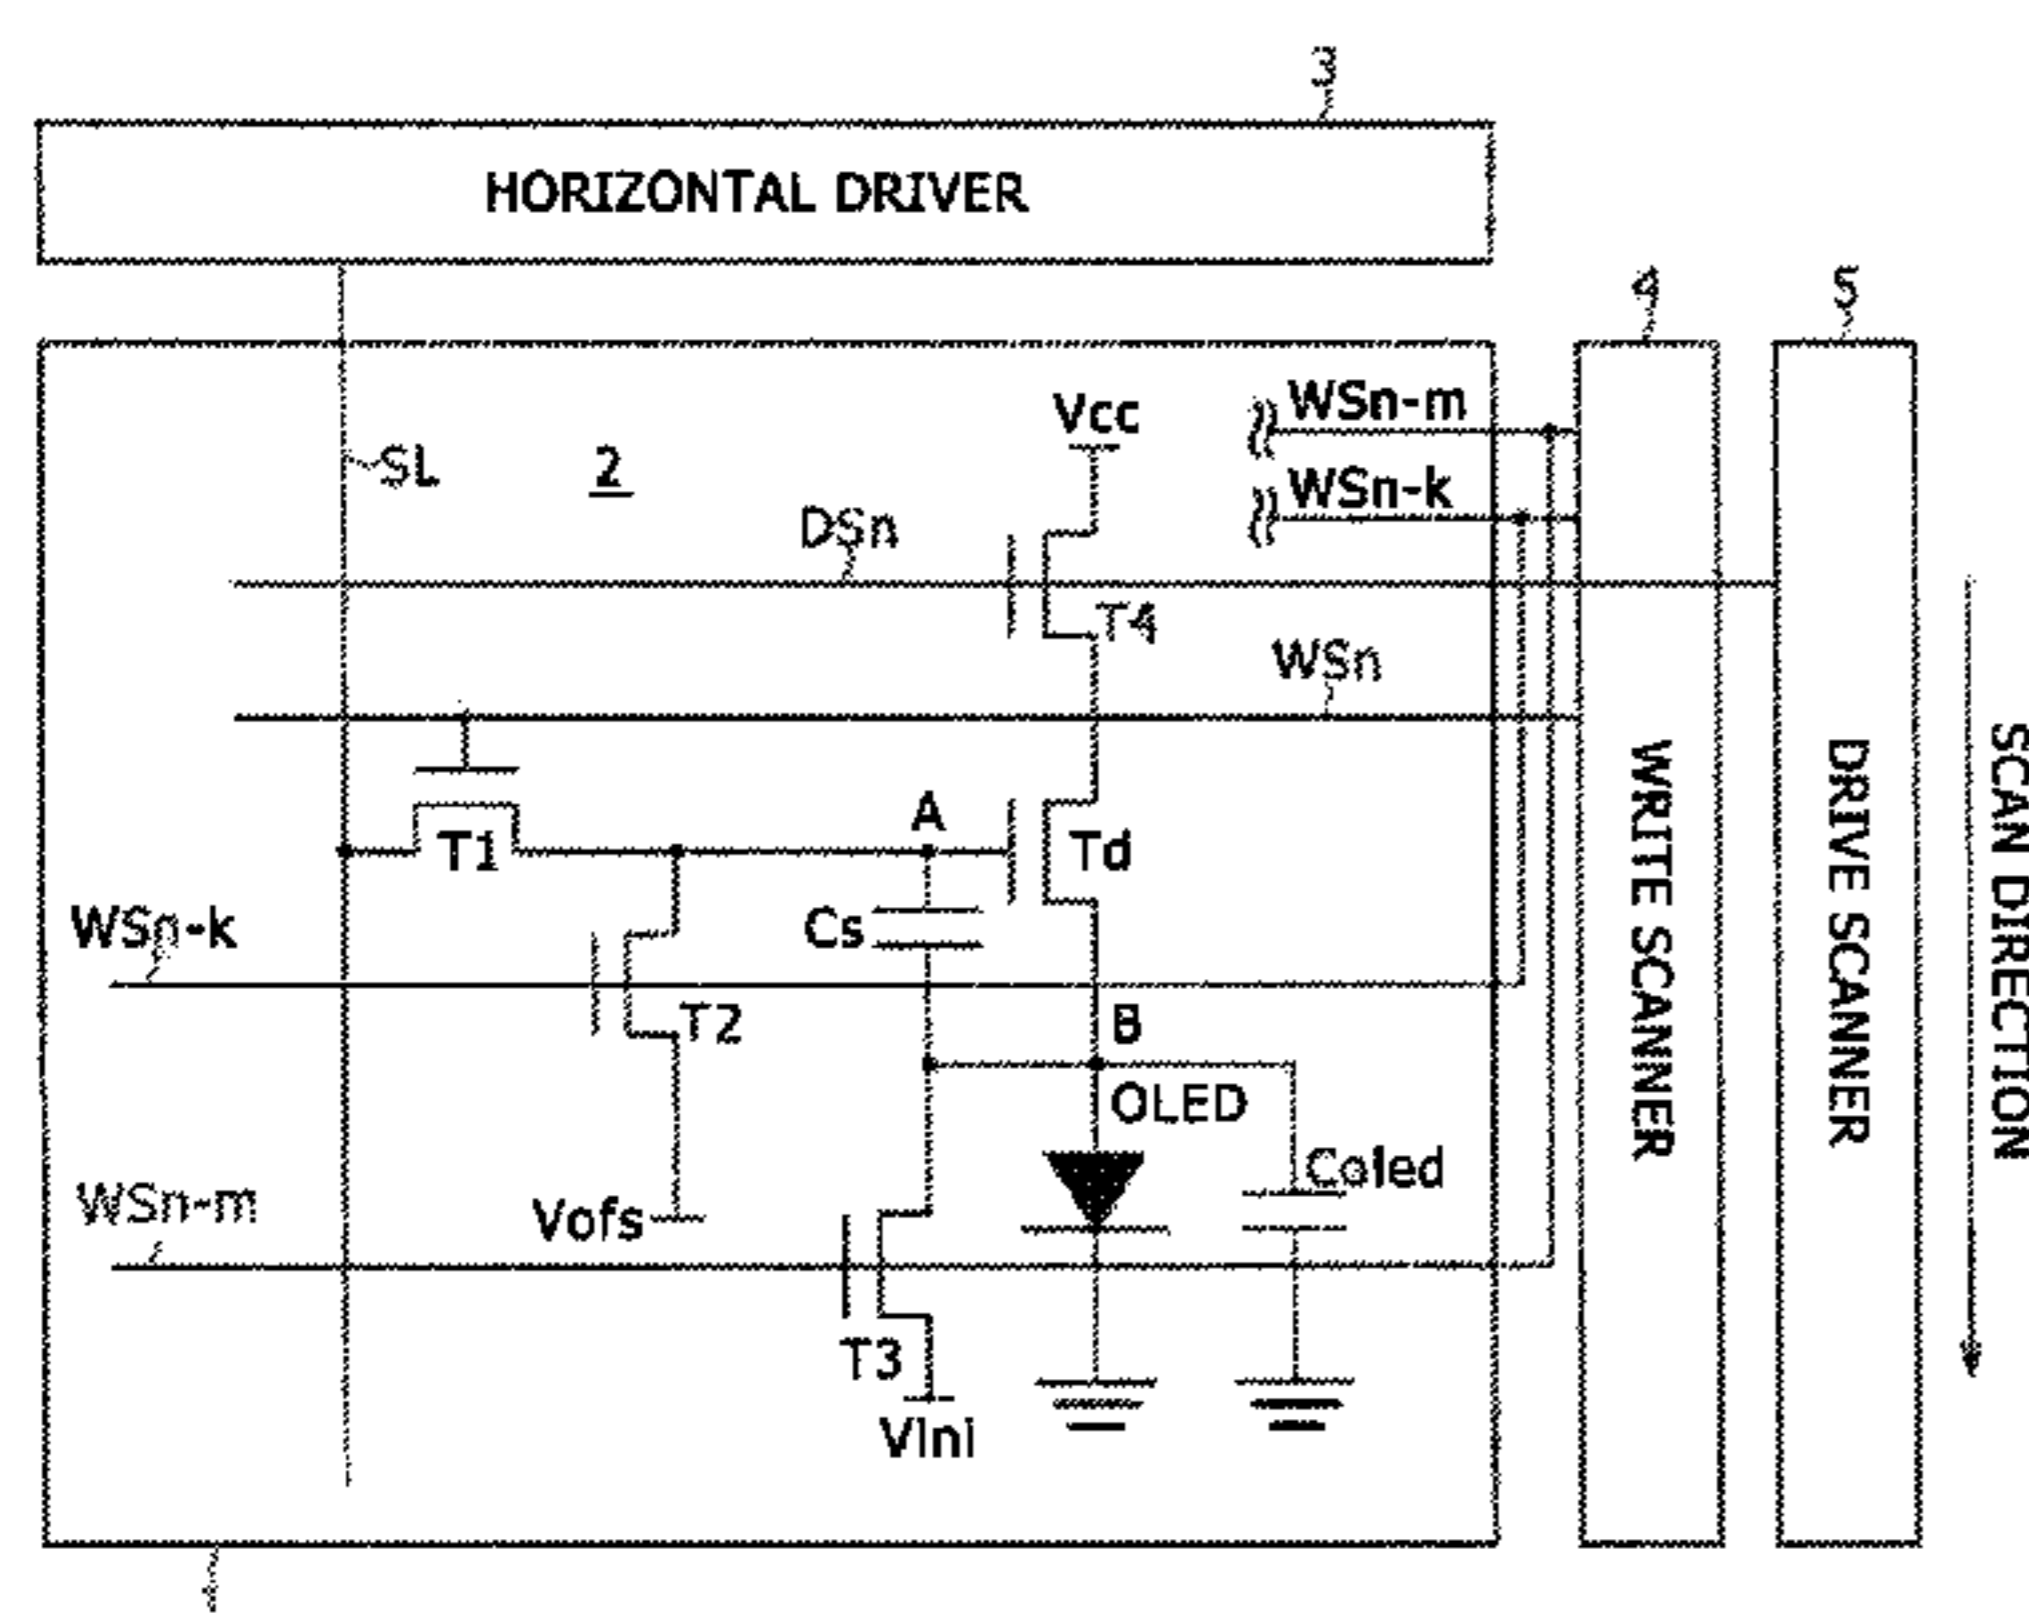 3
HORIZONTAL DRIVER
4
5
WSn-m
Vcc
SL
2
WSn-k
DSn
T4
WSn
A
T1
Td
WSn-k
Cs
T2
B
OLED
Coled
WSn-m
Vofs
T3
Vini
WRITE SCANNER
DRIVE SCANNER
SCAN DIRECTION
1